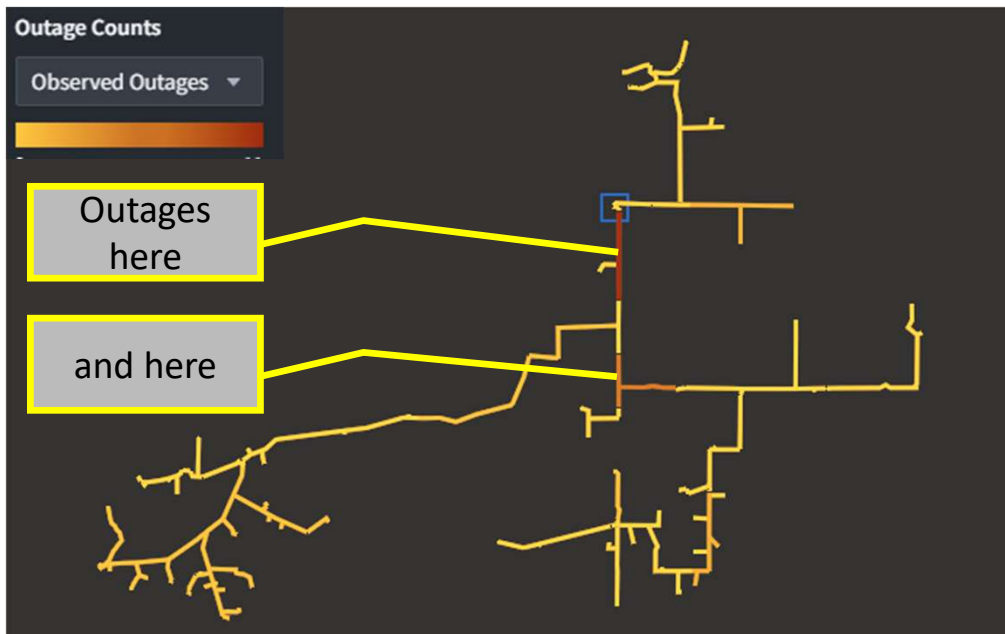 Outage Counts
Observed Outages
Outages
here
and here